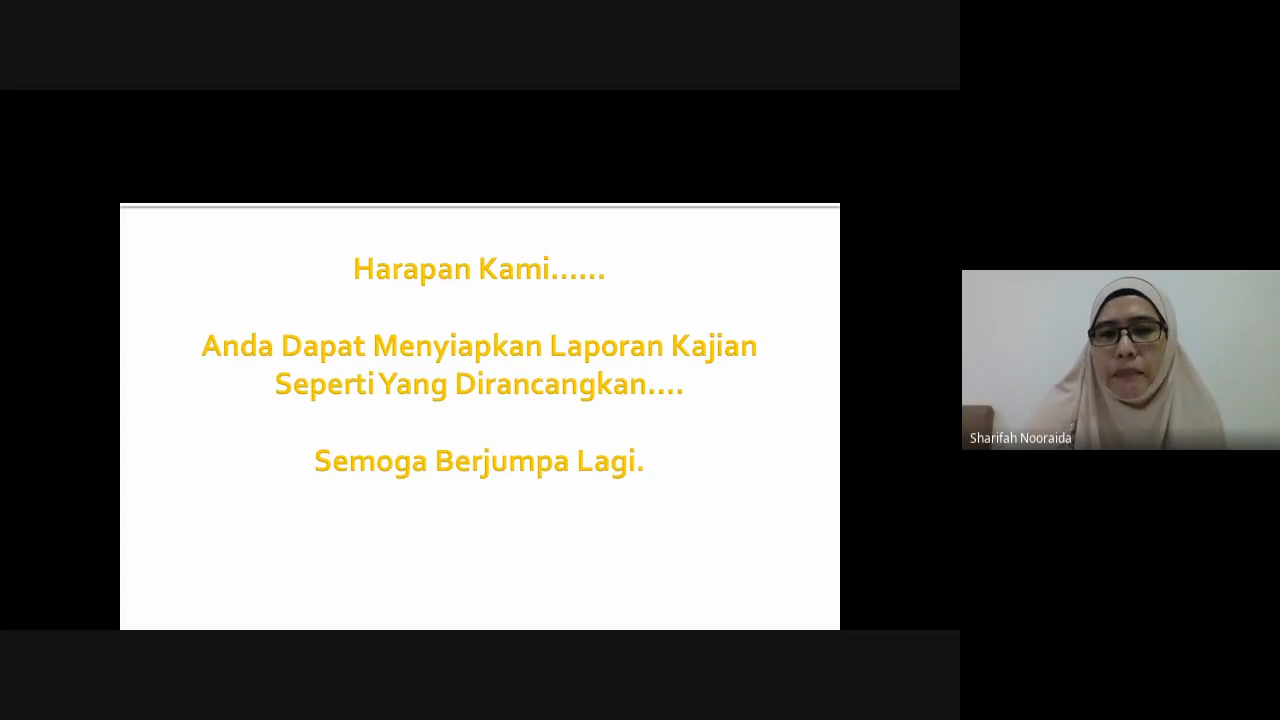 Harapan Kami......
Anda Dapat Menyiapkan Laporan Kajian
Seperti Yang Dirancangkan....
Semoga Berjumpa Lagi.
Sharifah Nooraida